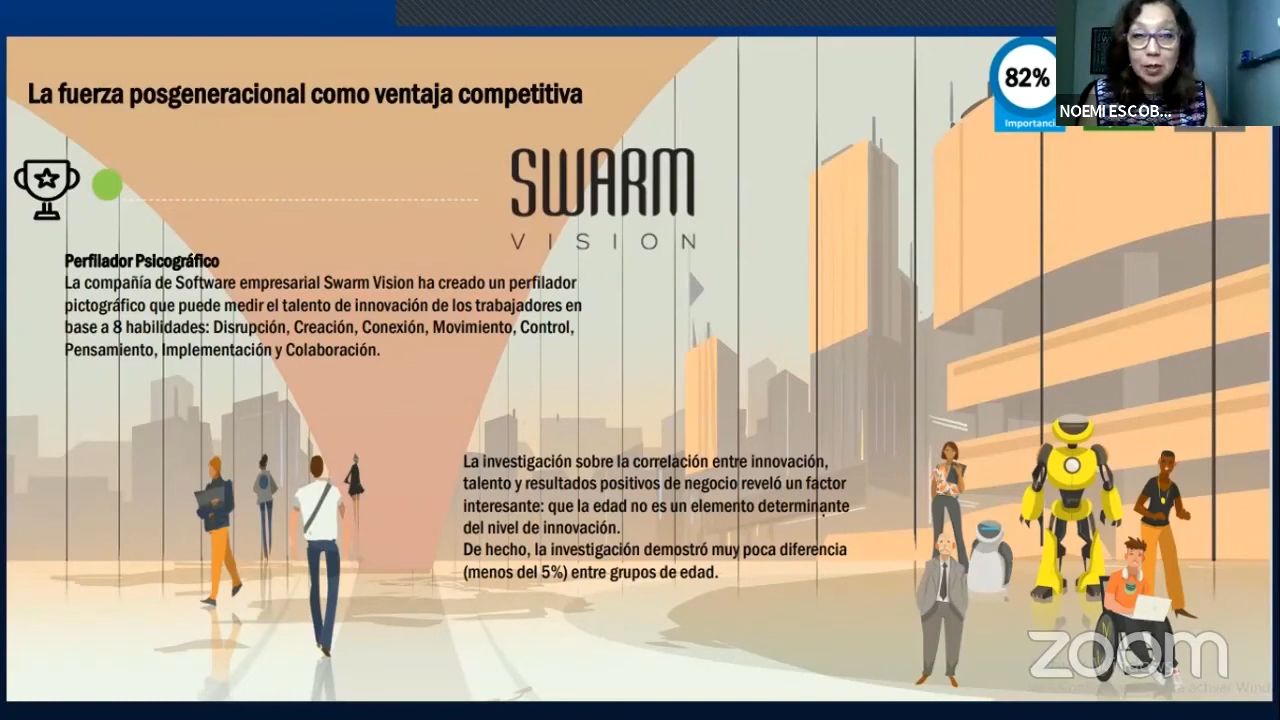 La fuerza posgeneracional como ventaja competitiva
82%
Importanci
NOEMI ESCOB...
SWARM
VISION
Perfilador Psicográfico
La compañía de Software empresarial Swarm Vision ha creado un perfilador
pictográfico que puede medir el talento de innovación de los trabajadores en
base a 8 habilidades: Disrupción, Creación, Conexión, Movimiento, Control,
Pensamiento, Implementación y Colaboración.
La investigación sobre la correlación entre innovación,
talento y resultados positivos de negocio reveló un factor
interesante: que la edad no es un elemento determinante
del nivel de innovación.
De hecho, la investigación demostró muy poca diferencia
(menos del 5%) entre grupos de edad.
zoom